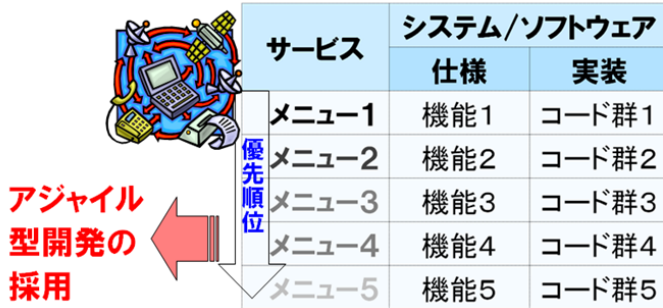 サービス
システム/ソフトウェア
仕様
実装
メニュー1 機能1 コード群1
メニュー2 機能2 コード群2
メニュー3 機能3 コード群3
メニュー4 機能4 コード群4
メニュー5 機能5 コード群5
優先順位
アジャイル
型開発の
採用